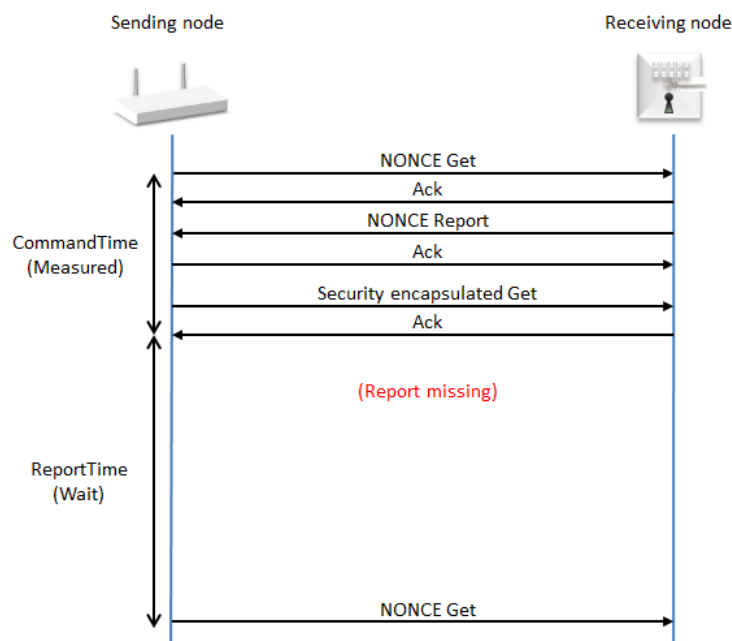 Sending node
Receiving node
NONCE Get
Ack
NONCE Report
CommandTime
(Measured)
Ack
Security encapsulated Get
Ack
(Report missing)
ReportTime
(Wait)
NONCE Get